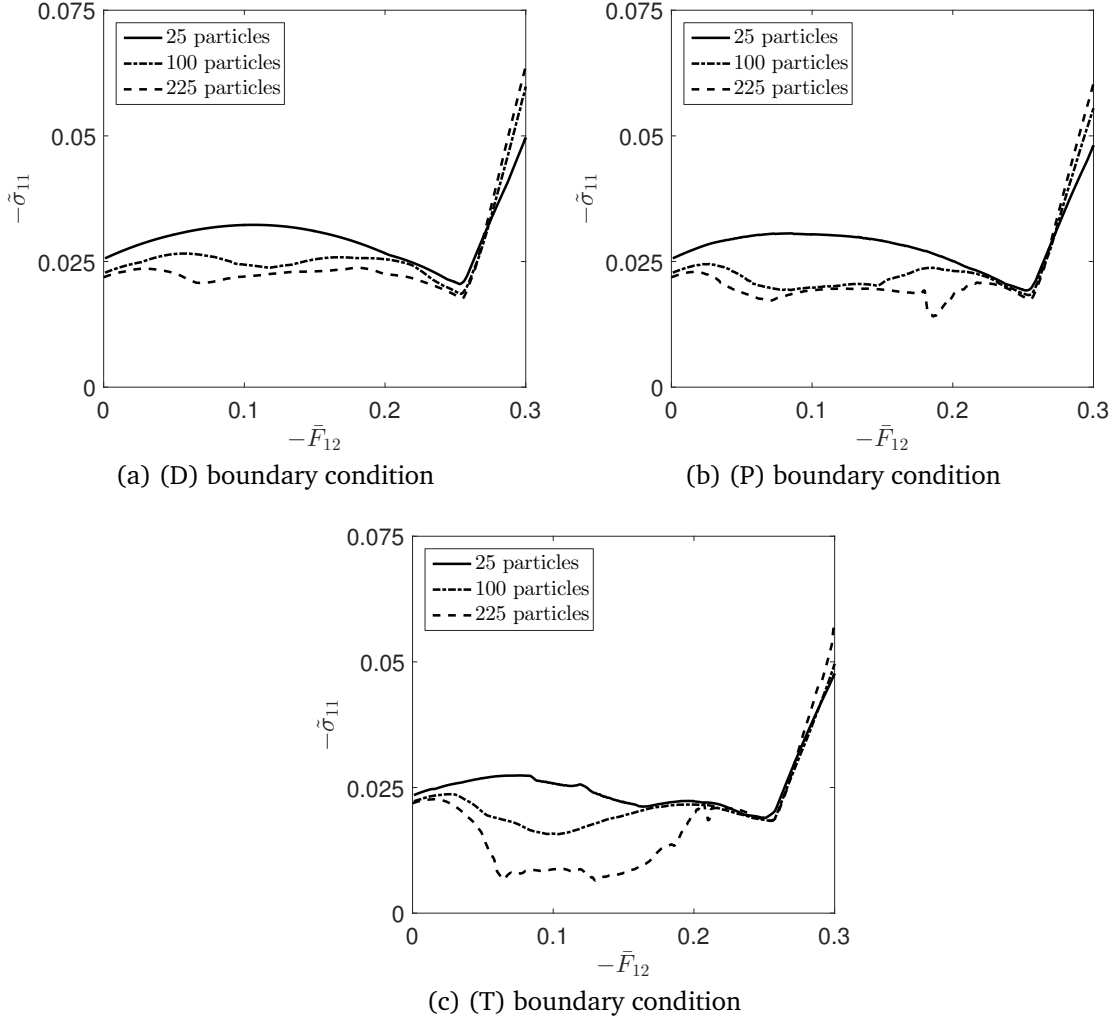 0.075
0.05
0.025
0
−σ̃₁₁
25 particles
100 particles
225 particles
0 0.1 0.2 0.3
−F̄₁₂
(a) (D) boundary condition
0.075
0.05
0.025
0
−σ̃₁₁
25 particles
100 particles
225 particles
0 0.1 0.2 0.3
−F̄₁₂
(b) (P) boundary condition
0.075
0.05
0.025
0
−σ̃₁₁
25 particles
100 particles
225 particles
0 0.1 0.2 0.3
−F̄₁₂
(c) (T) boundary condition